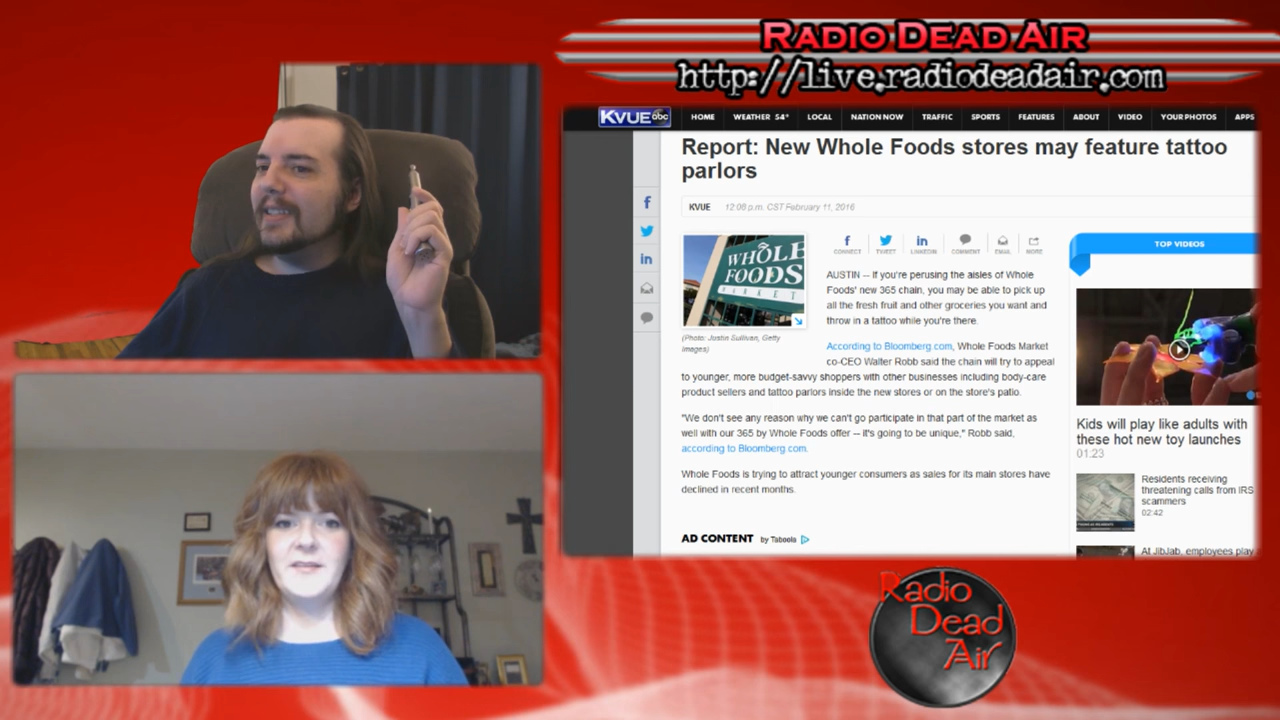 RADIO DEAD AIR
http://live.radiodeadair.com
KVUE abc HOME WEATHER 54° LOCAL NATION NOW TRAFFIC SPORTS FEATURES ABOUT VIDEO YOUR PHOTOS APPS
Report: New Whole Foods stores may feature tattoo
parlors
KVUE 12:08 p.m. CST February 11, 2016
WHOLE
FOODS
MARKET
(Photo: Justin Sullivan, Getty
Images)
CONNECT TWEET LINKEDIN COMMENT EMAIL MORE
AUSTIN -- If you're perusing the aisles of Whole
Foods' new 365 chain, you may be able to pick up
all the fresh fruit and other groceries you want and
throw in a tattoo while you're there.
According to Bloomberg.com, Whole Foods Market
co-CEO Walter Robb said the chain will try to appeal
to younger, more budget-savvy shoppers with other businesses including body-care
product sellers and tattoo parlors inside the new stores or on the store's patio.
"We don't see any reason why we can't go participate in that part of the market as
well with our 365 by Whole Foods offer -- it's going to be unique," Robb said,
according to Bloomberg.com.
Whole Foods is trying to attract younger consumers as sales for its main stores have
declined in recent months.
AD CONTENT by Taboola
TOP VIDEOS
Kids will play like adults with
these hot new toy launches
01:23
Residents receiving
threatening calls from IRS
scammers
02:42
At JibJab, employees play
Radio
Dead
Air